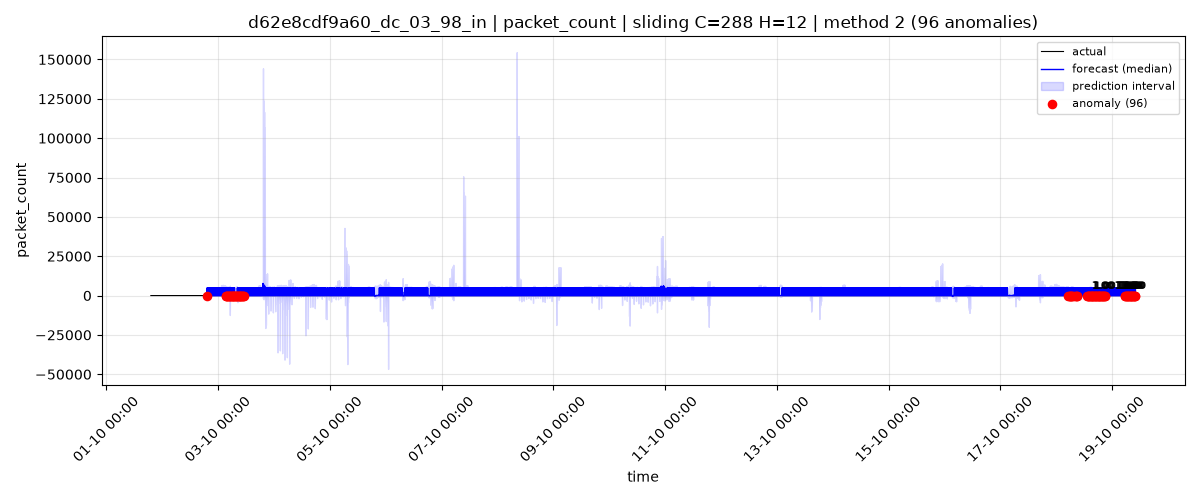 d62e8cdf9a60_dc_03_98_in | packet_count | sliding C=288 H=12 | method 2 (96 anomalies)
actual
forecast (median)
prediction interval
anomaly (96)
packet_count
150000
125000
100000
75000
50000
25000
0
−25000
−50000
01-10 00:00
03-10 00:00
05-10 00:00
07-10 00:00
09-10 00:00
11-10 00:00
13-10 00:00
15-10 00:00
17-10 00:00
19-10 00:00
time